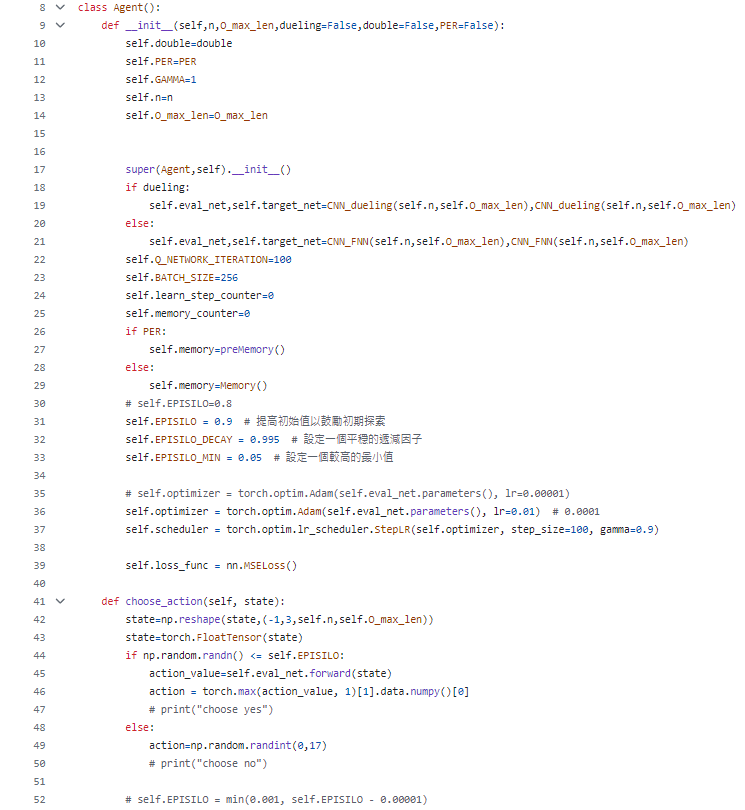 8 class Agent():
9 def __init__(self,n,O_max_len,dueling=False,double=False,PER=False):
10 self.double=double
11 self.PER=PER
12 self.GAMMA=1
13 self.n=n
14 self.O_max_len=O_max_len
15
16
17 super(Agent,self).__init__()
18 if dueling:
19 self.eval_net,self.target_net=CNN_dueling(self.n,self.O_max_len),CNN_dueling(self.n,self.O_max_len)
20 else:
21 self.eval_net,self.target_net=CNN_FNN(self.n,self.O_max_len),CNN_FNN(self.n,self.O_max_len)
22 self.Q_NETWORK_ITERATION=100
23 self.BATCH_SIZE=256
24 self.learn_step_counter=0
25 self.memory_counter=0
26 if PER:
27 self.memory=preMemory()
28 else:
29 self.memory=Memory()
30 # self.EPISILO=0.8
31 self.EPISILO = 0.9  # 提高初始值以鼓勵初期探索
32 self.EPISILO_DECAY = 0.995  # 設定一個平穩的遞減因子
33 self.EPISILO_MIN = 0.05  # 設定一個較高的最小值
34
35 # self.optimizer = torch.optim.Adam(self.eval_net.parameters(), lr=0.00001)
36 self.optimizer = torch.optim.Adam(self.eval_net.parameters(), lr=0.01)  # 0.0001
37 self.scheduler = torch.optim.lr_scheduler.StepLR(self.optimizer, step_size=100, gamma=0.9)
38
39 self.loss_func = nn.MSELoss()
40
41 def choose_action(self, state):
42 state=np.reshape(state,(-1,3,self.n,self.O_max_len))
43 state=torch.FloatTensor(state)
44 if np.random.randn() <= self.EPISILO:
45 action_value=self.eval_net.forward(state)
46 action = torch.max(action_value, 1)[1].data.numpy()[0]
47 # print("choose yes")
48 else:
49 action=np.random.randint(0,17)
50 # print("choose no")
51
52 # self.EPISILO = min(0.001, self.EPISILO - 0.00001)